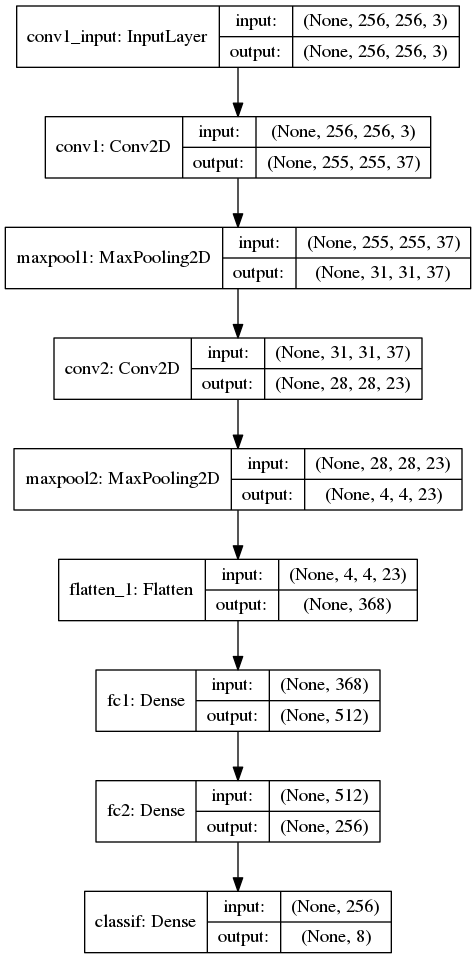 conv1_input: InputLayer
input: (None, 256, 256, 3)
output: (None, 256, 256, 3)
conv1: Conv2D
input: (None, 256, 256, 3)
output: (None, 255, 255, 37)
maxpool1: MaxPooling2D
input: (None, 255, 255, 37)
output: (None, 31, 31, 37)
conv2: Conv2D
input: (None, 31, 31, 37)
output: (None, 28, 28, 23)
maxpool2: MaxPooling2D
input: (None, 28, 28, 23)
output: (None, 4, 4, 23)
flatten_1: Flatten
input: (None, 4, 4, 23)
output: (None, 368)
fc1: Dense
input: (None, 368)
output: (None, 512)
fc2: Dense
input: (None, 512)
output: (None, 256)
classif: Dense
input: (None, 256)
output: (None, 8)